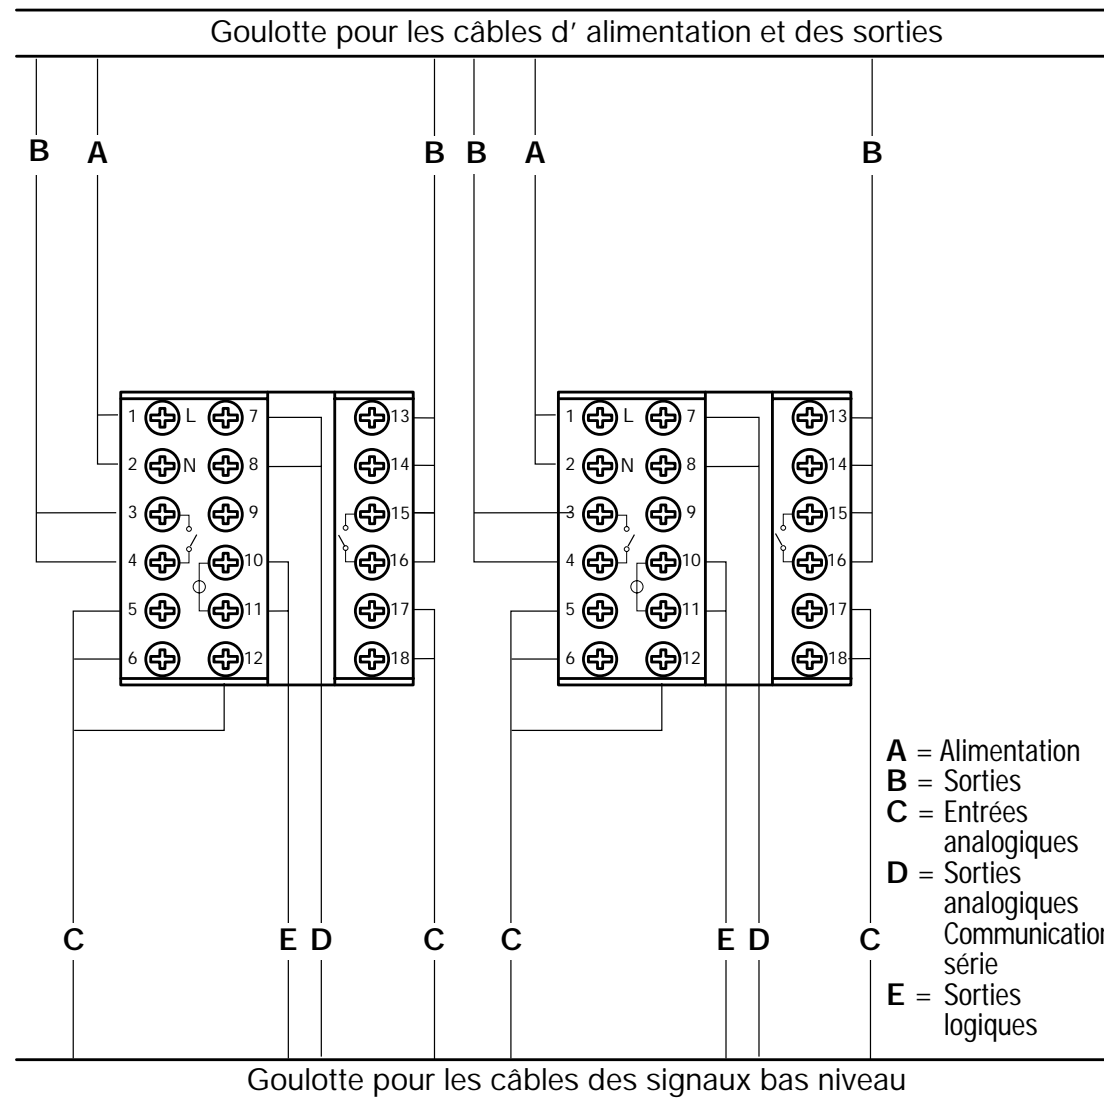 Goulotte pour les câbles d' alimentation et des sorties
B A B B A B
1 L 7 13 1 L 7 13
2 N 8 14 2 N 8 14
3 9 15 3 9 15
4 10 16 4 10 16
5 11 17 5 11 17
6 12 18 6 12 18
A = Alimentation
B = Sorties
C = Entrées
analogiques
D = Sorties
analogiques
Communication
série
E = Sorties
logiques
C E D C C E D C
Goulotte pour les câbles des signaux bas niveau